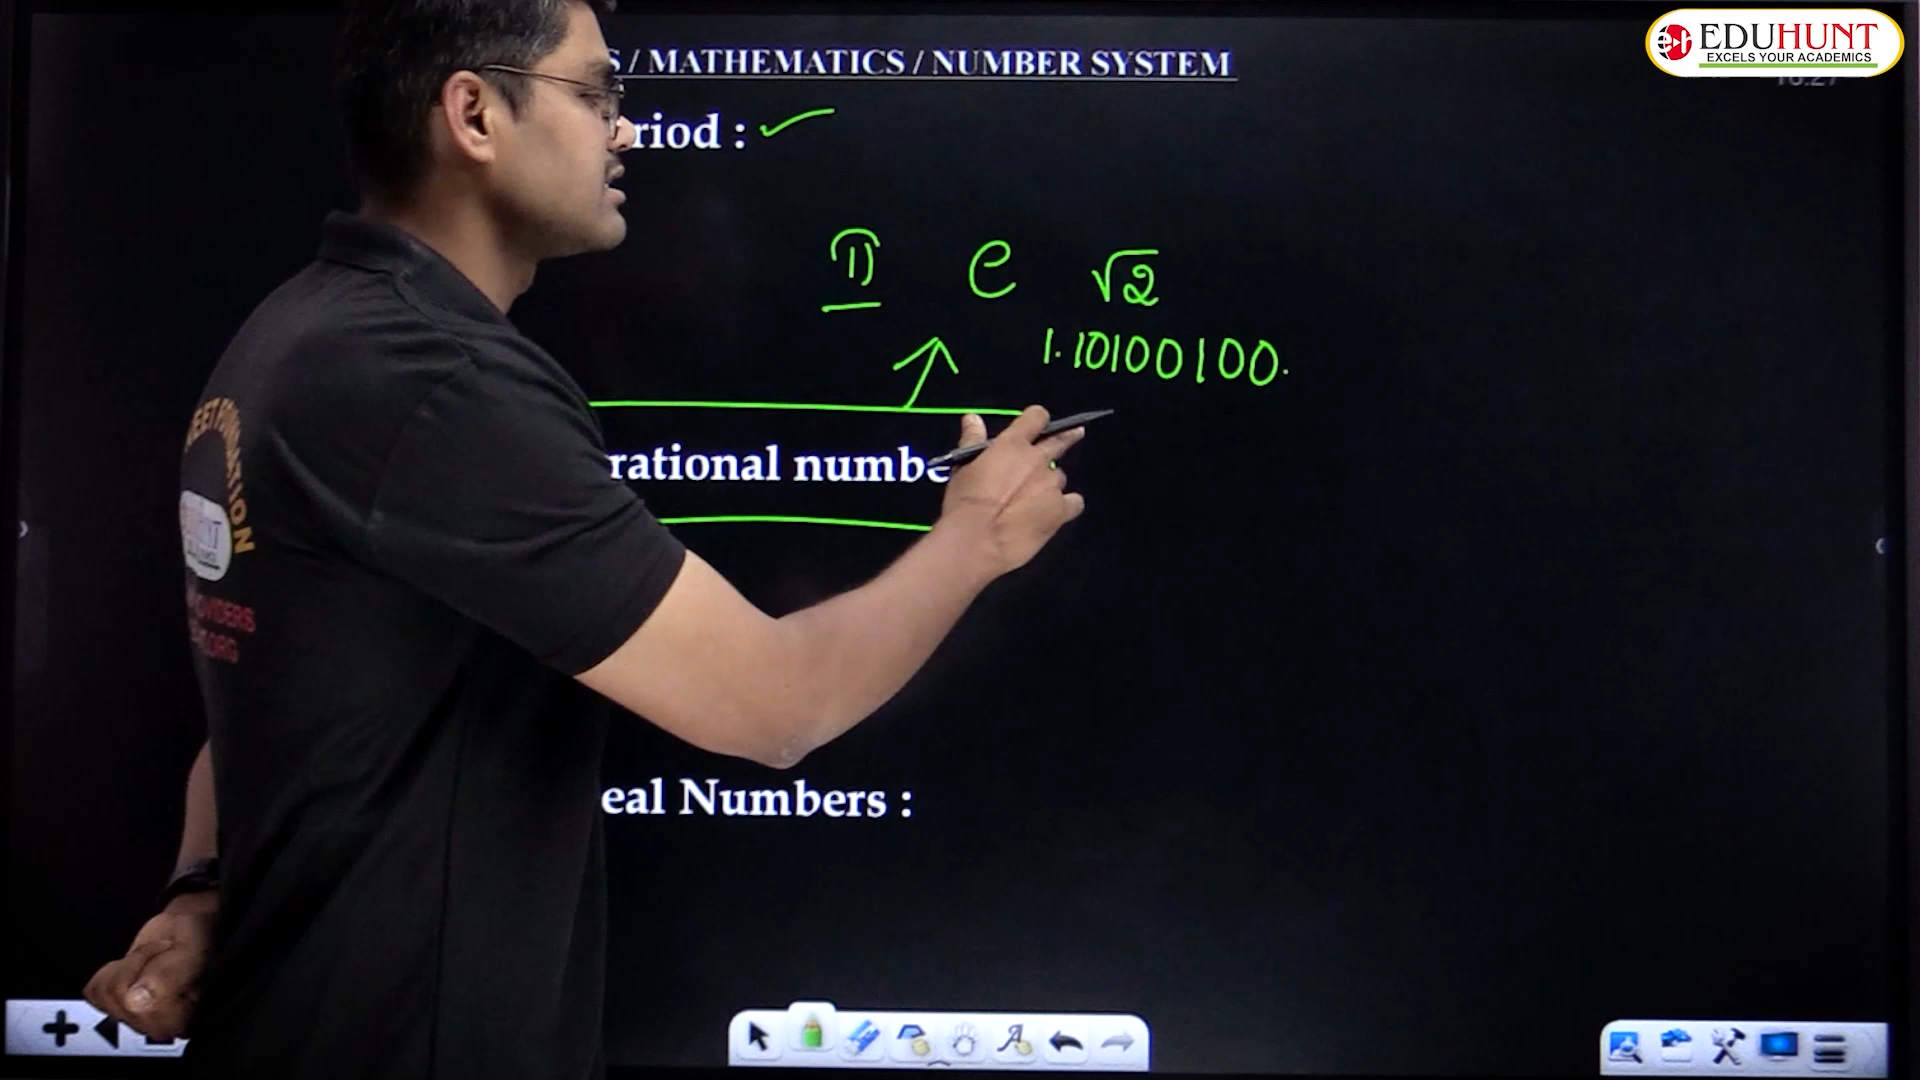 EDUHUNT
EXCELS YOUR ACADEMICS
S / MATHEMATICS / NUMBER SYSTEM
riod :
π e √2
1.10100100.
rational numbe
eal Numbers :